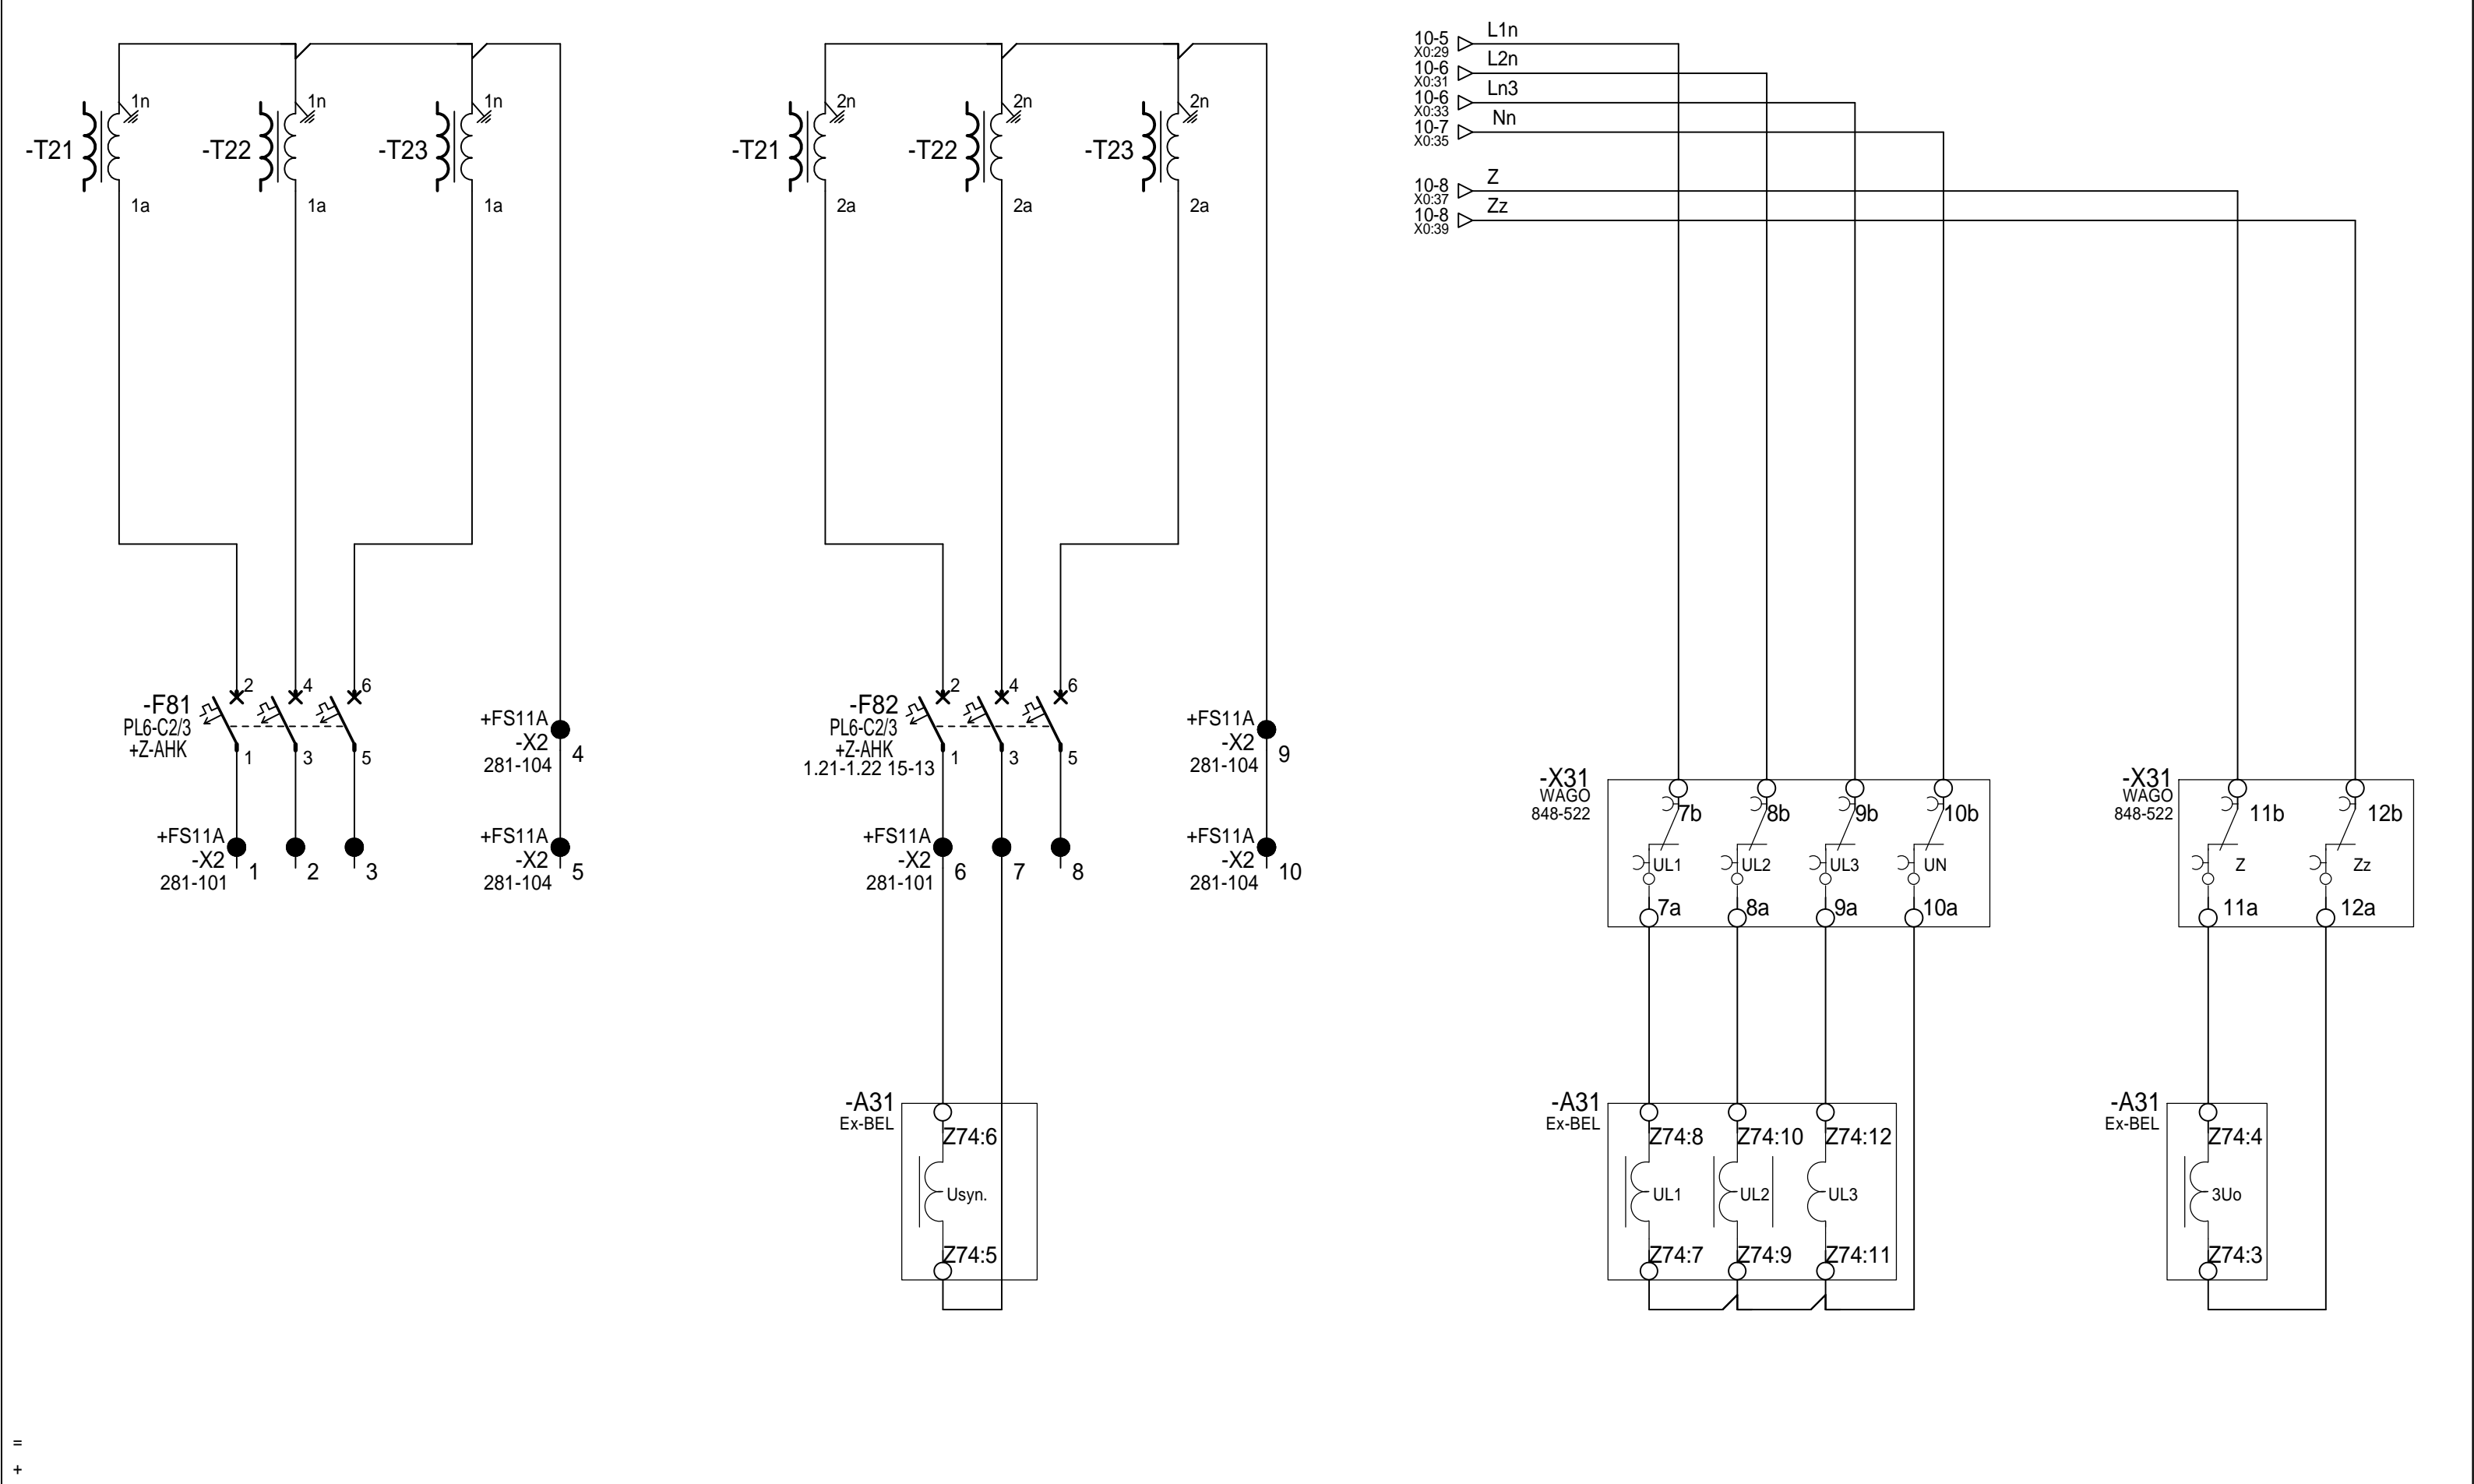 L1n
10-5
X0:29
L2n
10-6
X0:31
Ln3
10-6
X0:33
Nn
10-7
X0:35
Z
10-8
X0:37
Zz
10-8
X0:39
1n 1n 1n 2n 2n 2n
-T21 -T22 -T23 -T21 -T22 -T23
1a 1a 1a 2a 2a 2a
2 4 6
-F81
PL6-C2/3
+Z-AHK
1 3 5
+FS11A
-X2
4
281-104
+FS11A
-X2
1 2 3
281-101
+FS11A
-X2
5
281-104
2 4 6
-F82
PL6-C2/3
+Z-AHK
1.21-1.22 15-13
1 3 5
+FS11A
-X2
9
281-104
+FS11A
-X2
6 7 8
281-101
+FS11A
-X2
10
281-104
-X31
WAGO
848-522
7b 8b 9b 10b
UL1 UL2 UL3 UN
7a 8a 9a 10a
-X31
WAGO
848-522
11b 12b
Z Zz
11a 12a
-A31
Ex-BEL
Z74:6
Usyn.
Z74:5
-A31
Ex-BEL
Z74:8 Z74:10 Z74:12
UL1 UL2 UL3
Z74:7 Z74:9 Z74:11
-A31
Ex-BEL
Z74:4
3Uo
Z74:3
=
+